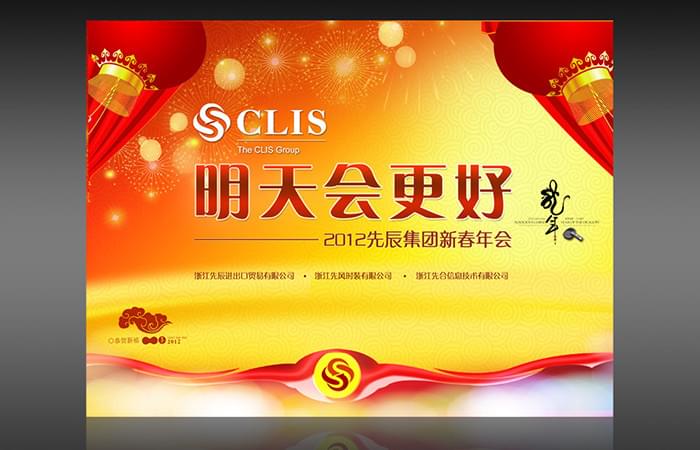 CLIS
The CLIS Group
明天会更好
龙年
2012先辰集团新春年会
浙江先辰进出口贸易有限公司 · 浙江先风时装有限公司 · 浙江先合信息技术有限公司
恭贺新禧
2012